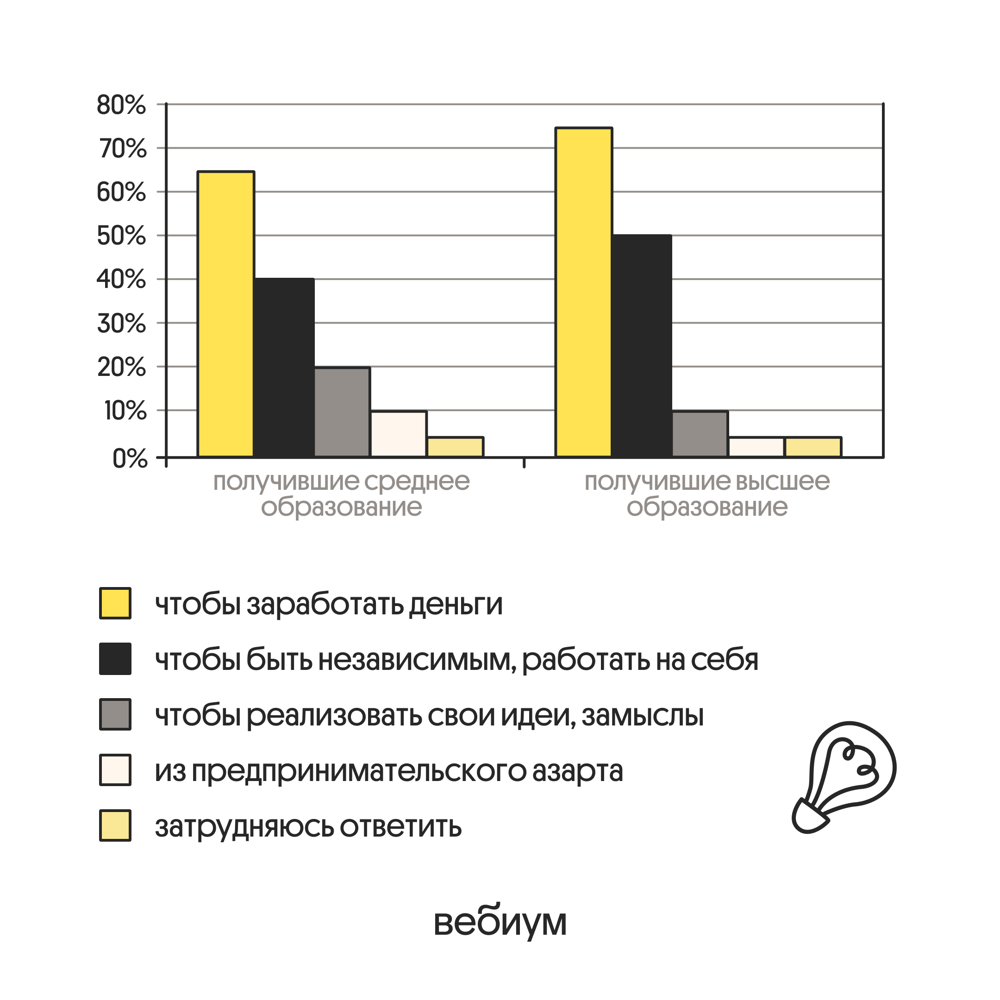 80%
70%
60%
50%
40%
30%
20%
10%
0%
получившие среднее
образование
получившие высшее
образование
чтобы заработать деньги
чтобы быть независимым, работать на себя
чтобы реализовать свои идеи, замыслы
из предпринимательского азарта
затрудняюсь ответить
вебиум